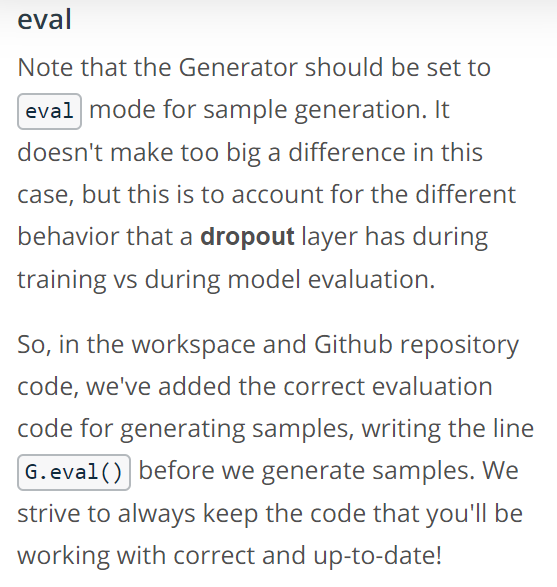 eval
Note that the Generator should be set to
eval mode for sample generation. It
doesn't make too big a difference in this
case, but this is to account for the different
behavior that a dropout layer has during
training vs during model evaluation.
So, in the workspace and Github repository
code, we've added the correct evaluation
code for generating samples, writing the line
G.eval() before we generate samples. We
strive to always keep the code that you'll be
working with correct and up-to-date!